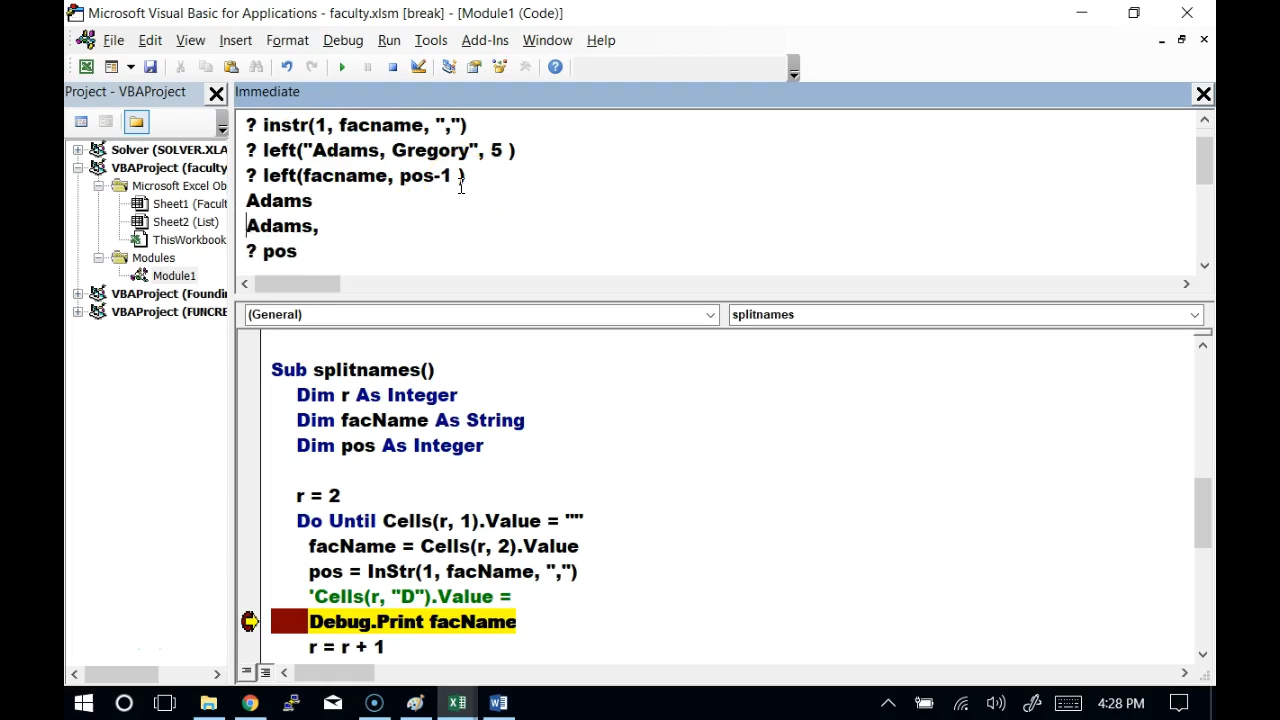 Microsoft Visual Basic for Applications - faculty.xlsm [break] - [Module1 (Code)]
File Edit View Insert Format Debug Run Tools Add-Ins Window Help
Project - VBAProject
Immediate
Solver (SOLVER.XLA
VBAProject (faculty
Microsoft Excel Ob
Sheet1 (Facul
Sheet2 (List)
ThisWorkbook
Modules
Module1
VBAProject (Foundin
VBAProject (FUNCRE
? instr(1, facname, ",")
? left("Adams, Gregory", 5 )
? left(facname, pos-1 )
Adams
Adams,
? pos
(General)
splitnames
Sub splitnames()
Dim r As Integer
Dim facName As String
Dim pos As Integer
r = 2
Do Until Cells(r, 1).Value = ""
facName = Cells(r, 2).Value
pos = InStr(1, facName, ",")
'Cells(r, "D").Value =
Debug.Print facName
r = r + 1
4:28 PM